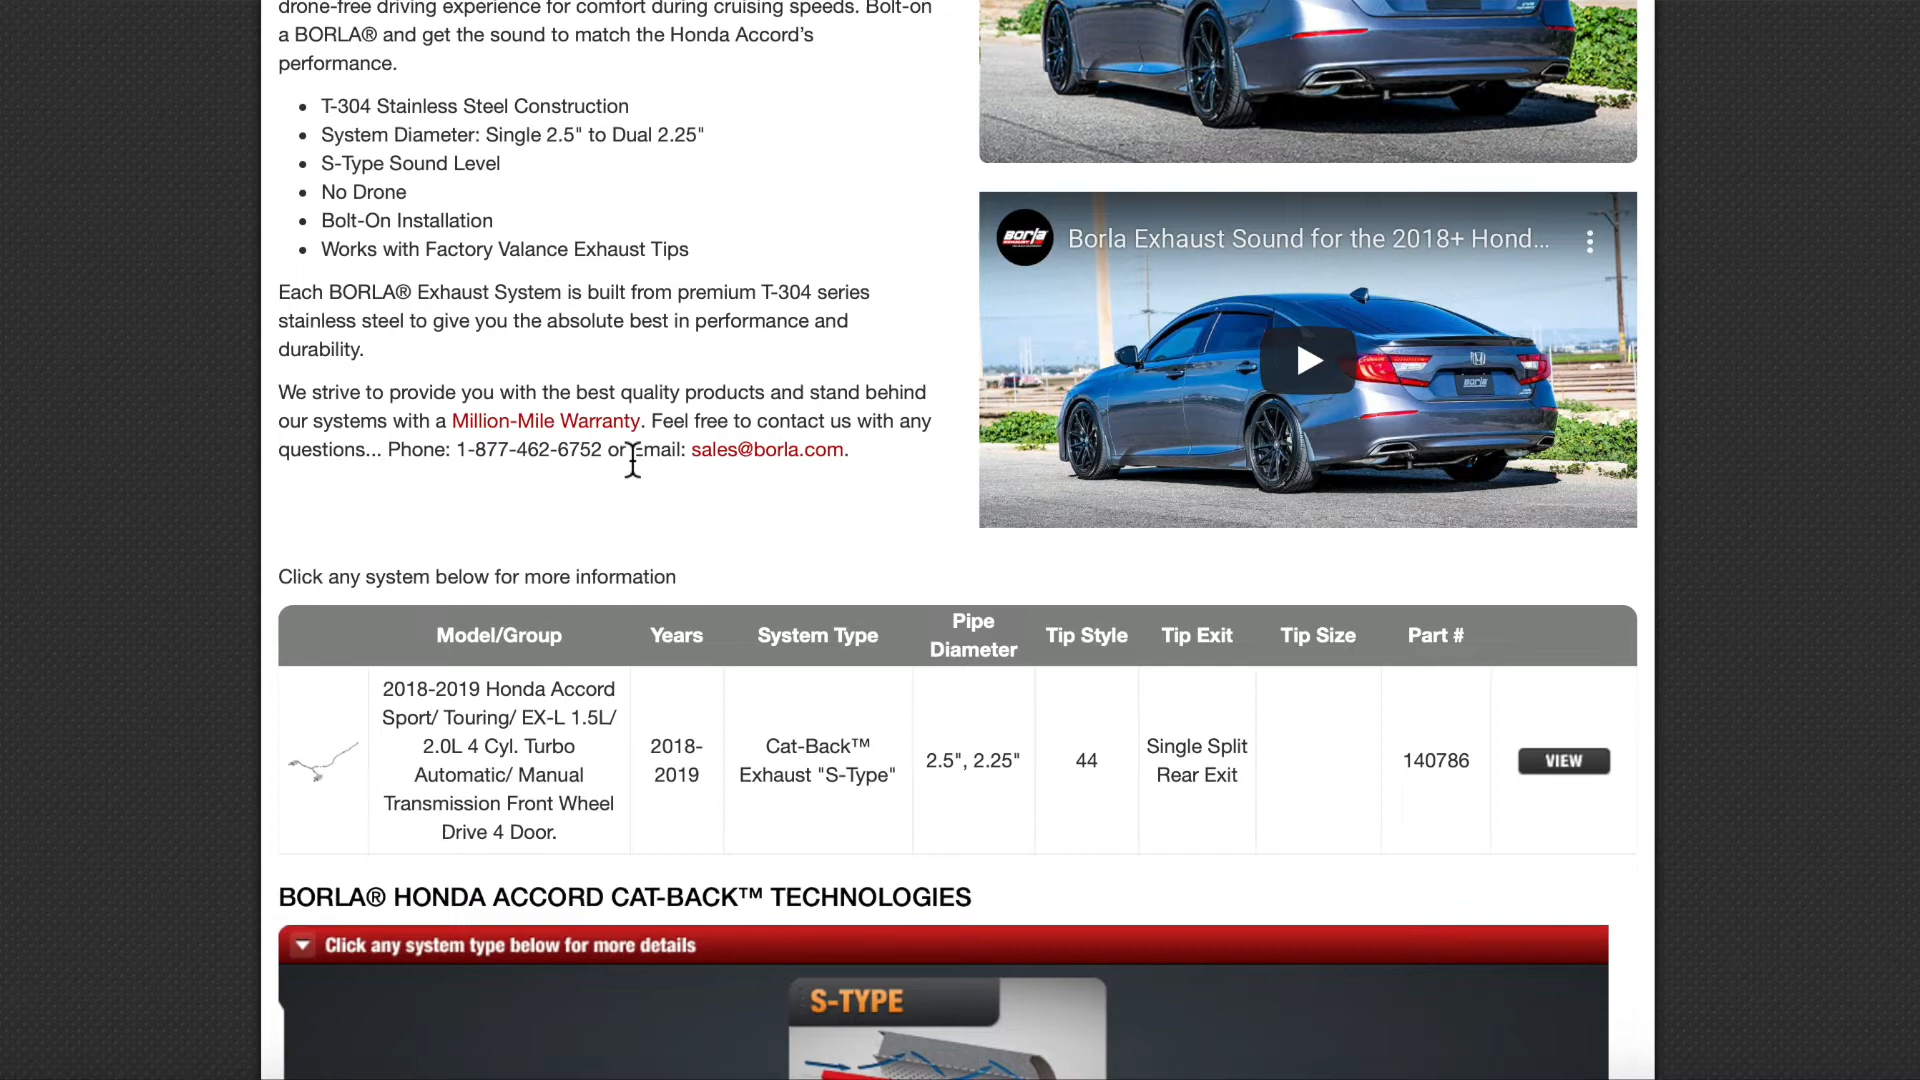 drone-free driving experience for comfort during cruising speeds. Bolt-on
a BORLA® and get the sound to match the Honda Accord’s
performance.
• T-304 Stainless Steel Construction
• System Diameter: Single 2.5" to Dual 2.25"
• S-Type Sound Level
• No Drone
• Bolt-On Installation
• Works with Factory Valance Exhaust Tips
Each BORLA® Exhaust System is built from premium T-304 series
stainless steel to give you the absolute best in performance and
durability.
We strive to provide you with the best quality products and stand behind
our systems with a Million-Mile Warranty. Feel free to contact us with any
questions... Phone: 1-877-462-6752 or Email: sales@borla.com.
Borla Exhaust Sound for the 2018+ Hond...
Borla
Borla
Click any system below for more information
Model/Group Years System Type Pipe Diameter Tip Style Tip Exit Tip Size Part #
2018-2019 Honda Accord
Sport/ Touring/ EX-L 1.5L/
2.0L 4 Cyl. Turbo
Automatic/ Manual
Transmission Front Wheel
Drive 4 Door.
2018-
2019
Cat-Back™
Exhaust "S-Type"
2.5", 2.25"
44
Single Split
Rear Exit
140786
VIEW
BORLA® HONDA ACCORD CAT-BACK™ TECHNOLOGIES
Click any system type below for more details
S-TYPE